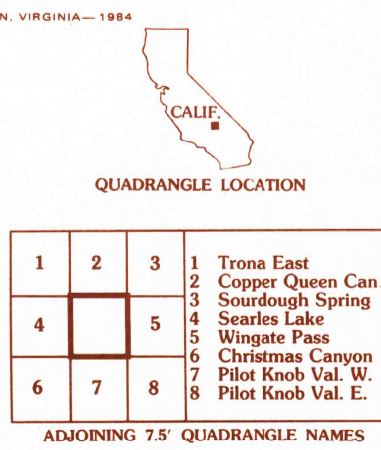 N, VIRGINIA—1984
CALIF.
QUADRANGLE LOCATION
1 2 3
4 5
6 7 8
1 Trona East
2 Copper Queen Can.
3 Sourdough Spring
4 Searles Lake
5 Wingate Pass
6 Christmas Canyon
7 Pilot Knob Val. W.
8 Pilot Knob Val. E.
ADJOINING 7.5' QUADRANGLE NAMES